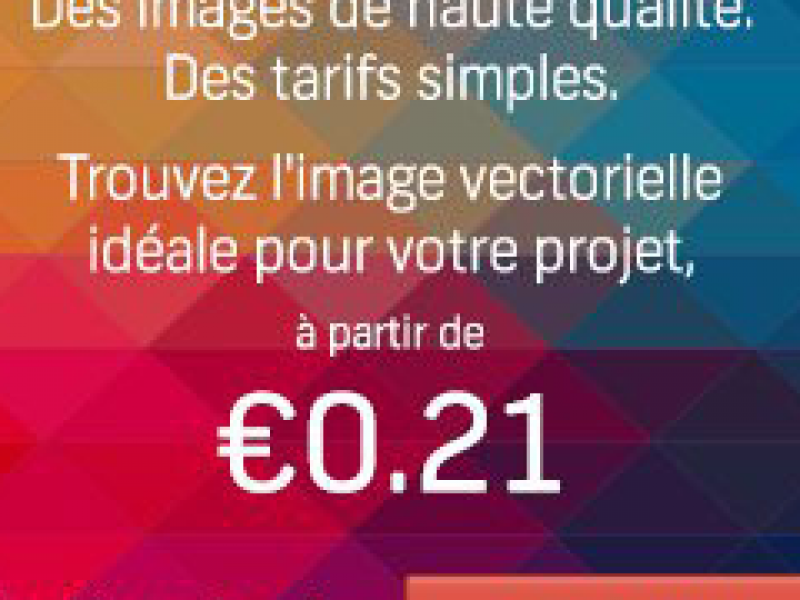 Des images de haute qualité.
Des tarifs simples.
Trouvez l'image vectorielle
idéale pour votre projet,
à partir de
€0.21